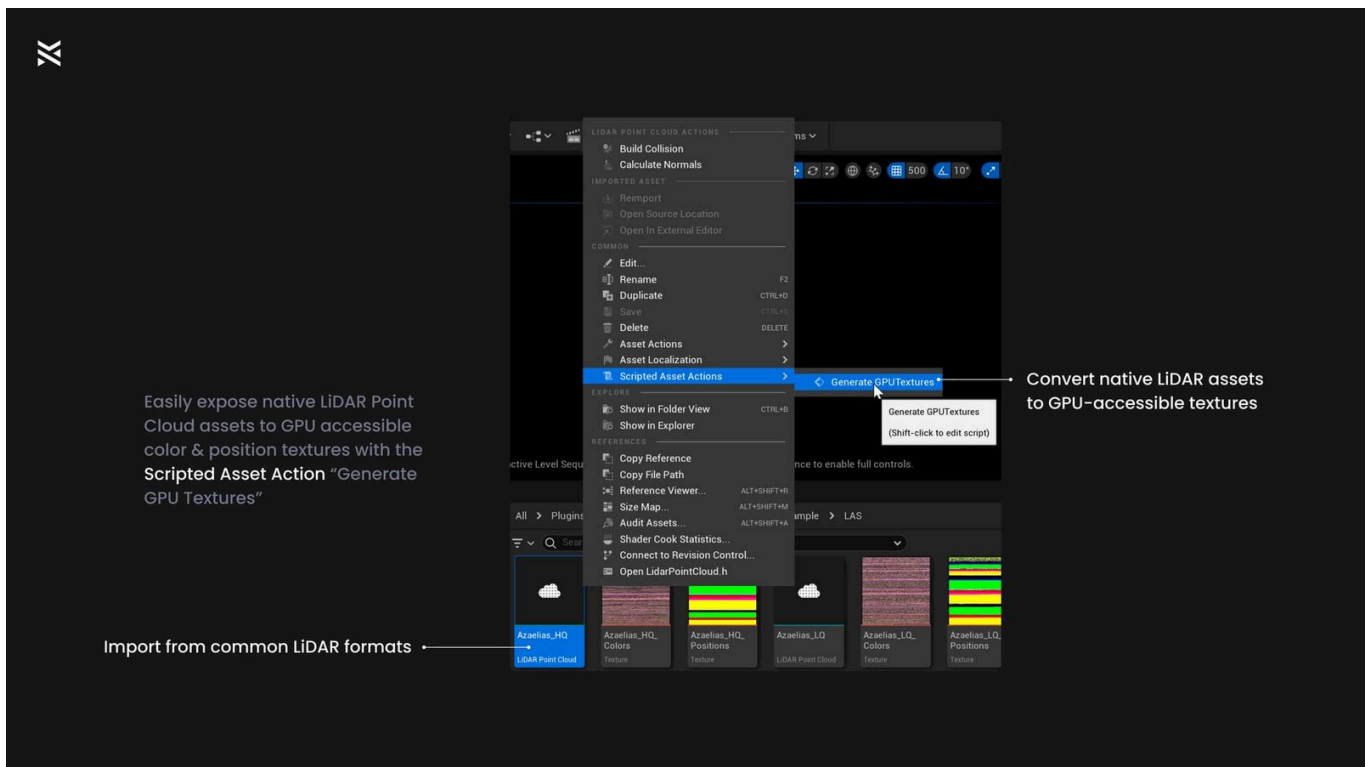 LIDAR POINT CLOUD ACTIONS
ms
Build Collision
Calculate Normals
500
10°
IMPORTED ASSET
Reimport
Open Source Location
Open In External Editor
COMMON
Edit...
Rename F2
Duplicate CTRL+D
Save CTRL+S
Delete DELETE
Asset Actions
Asset Localization
Scripted Asset Actions
Generate GPUTextures
Generate GPUTextures
(Shift-click to edit script)
EXPLORE
Show in Folder View CTRL+B
Show in Explorer
REFERENCES
Copy Reference
Copy File Path
Reference Viewer... ALT+SHIFT+R
Size Map... ALT+SHIFT+M
Audit Assets... ALT+SHIFT+A
Shader Cook Statistics...
Connect to Revision Control...
Open LidarPointCloud.h
Convert native LiDAR assets
to GPU-accessible textures
Easily expose native LiDAR Point
Cloud assets to GPU accessible
color & position textures with the
Scripted Asset Action “Generate
GPU Textures”
ctive Level Sequ
nce to enable full controls.
All > Plugins
mple > LAS
Sear
Azaelias_HQ
LiDAR Point Cloud
Azaelias_HQ_
Colors
Texture
Azaelias_HQ_
Positions
Texture
Azaelias_LQ
LiDAR Point Cloud
Azaelias_LQ_
Colors
Texture
Azaelias_LQ_
Positions
Texture
Import from common LiDAR formats